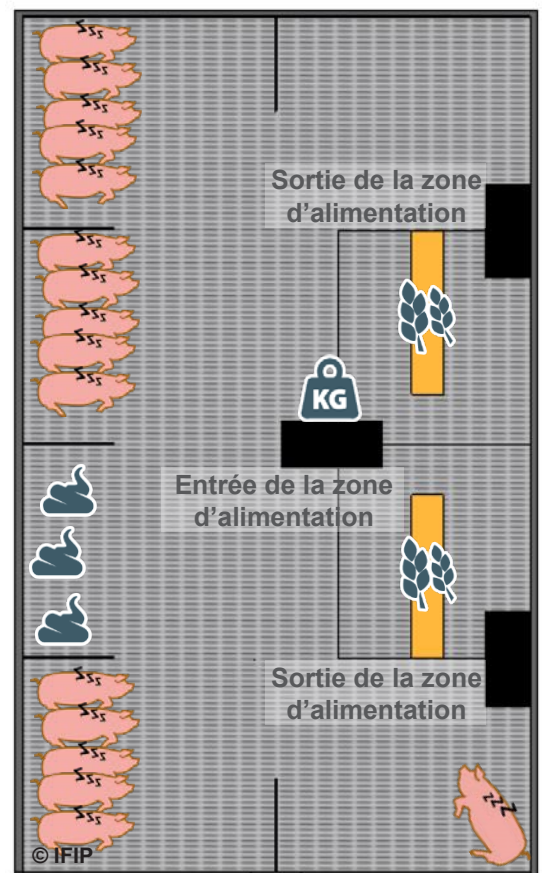 Sortie de la zone
d’alimentation
KG
Entrée de la zone
d’alimentation
Sortie de la zone
d’alimentation
© IFIP